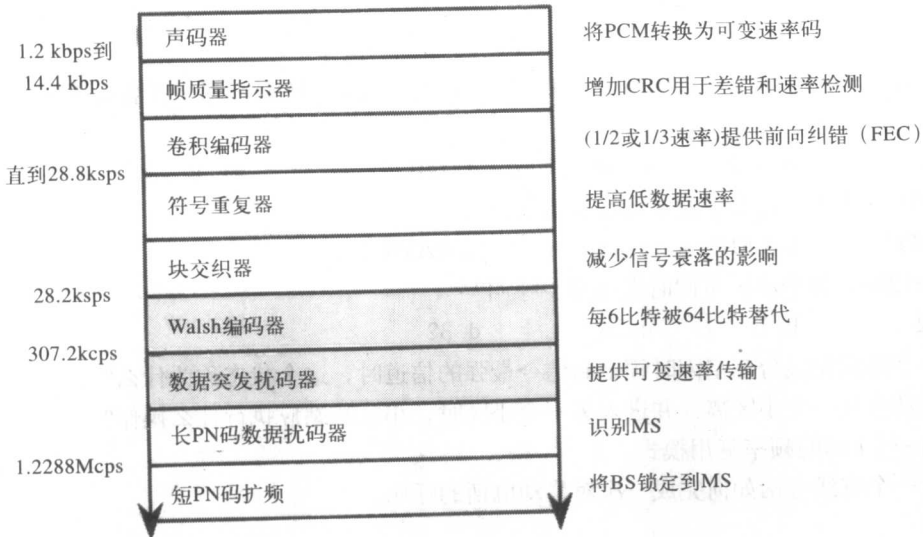 声码器
将PCM转换为可变速率码
1.2 kbps到
14.4 kbps
帧质量指示器
增加CRC用于差错和速率检测
卷积编码器
(1/2或1/3速率)提供前向纠错（FEC）
直到28.8ksps
符号重复器
提高低数据速率
块交织器
减少信号衰落的影响
28.2ksps
Walsh编码器
每6比特被64比特替代
307.2kcps
数据突发扰码器
提供可变速率传输
长PN码数据扰码器
识别MS
1.2288Mcps
短PN码扩频
将BS锁定到MS